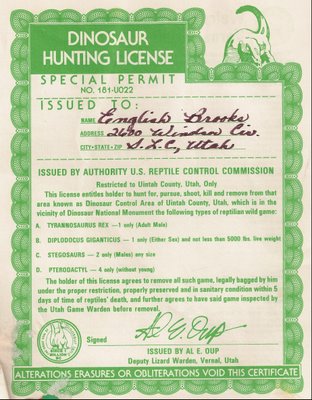 DINOSAUR
HUNTING LICENSE
SPECIAL PERMIT
NO. 181-U022
ISSUED TO:
NAME English Brooks
ADDRESS 2600 Windsor Cir.
CITY•STATE•ZIP S.L.C, Utah
ISSUED BY AUTHORITY U.S. REPTILE CONTROL COMMISSION
Restricted to Uintah County, Utah, Only
This license entitles holder to hunt for, pursue, shoot, kill and remove from that
area known as Dinosaur Control Area of Uintah County, Utah, which is in the
vicinity of Dinosaur National Monument the following types of reptilian wild game:
A. TYRANNOSAURUS REX — 1 only (Adult Male)
B. DIPLODOCUS GIGANTICUS — 1 only (Either Sex) and not less than 5000 lbs. live weight
C. STEGOSAURS — 2 only (Males) any size
D. PTERODACTYL — 4 only (without young)
The holder of this license agrees to remove all such game, legally bagged by him
under the proper restriction, properly preserved and in sanitary condition within 5
days of time of reptiles' death, and further agrees to have said game inspected by
the Utah Game Warden before removal.
Signed Al E. Oup
ISSUED BY AL E. OUP
Deputy Lizard Warden, Vernal, Utah
ALTERATIONS ERASURES OR OBLITERATIONS VOID THIS CERTIFICATE